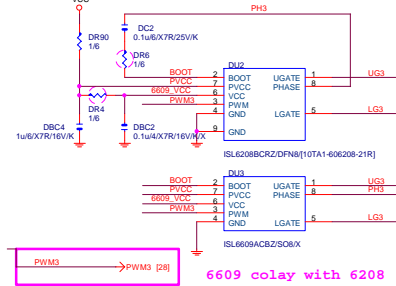 VCC
PH3
DC2
0.1u/6/X7R/25V/K
DR90
1/6
DR6
1/6
DU2
BOOT 2 BOOT UGATE 1 UG3
PVCC 7 PVCC PHASE 8
6609_VCC 6 VCC
PWM3 3 PWM
4 GND LGATE 5 LG3
9 GND
DR4
1/6
DBC4
1u/6/X7R/16V/K
DBC2
0.1u/4/X7R/16V/K/X
ISL6208BCRZ/DFN8/[10TA1-606208-21R]
DU3
BOOT 2 BOOT UGATE 1 UG3
PVCC 7 PVCC PHASE 8 PH3
6609_VCC 6 VCC
PWM3 3 PWM
4 GND LGATE 5 LG3
ISL6609ACBZ/SO8/X
PWM3 PWM3 [28]
6609 colay with 6208